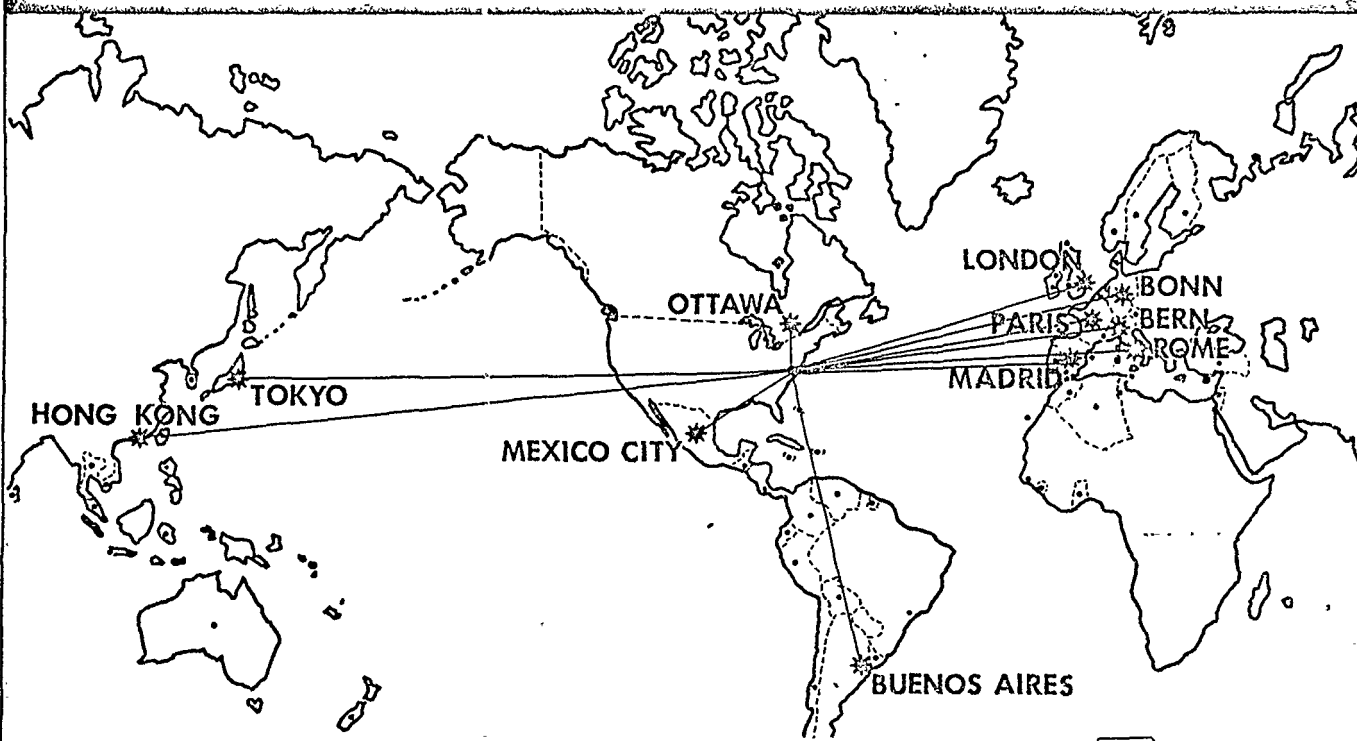 LONDON
BONN
OTTAWA
PARIS
BERN
ROME
MADRID
TOKYO
HONG KONG
MEXICO CITY
BUENOS AIRES